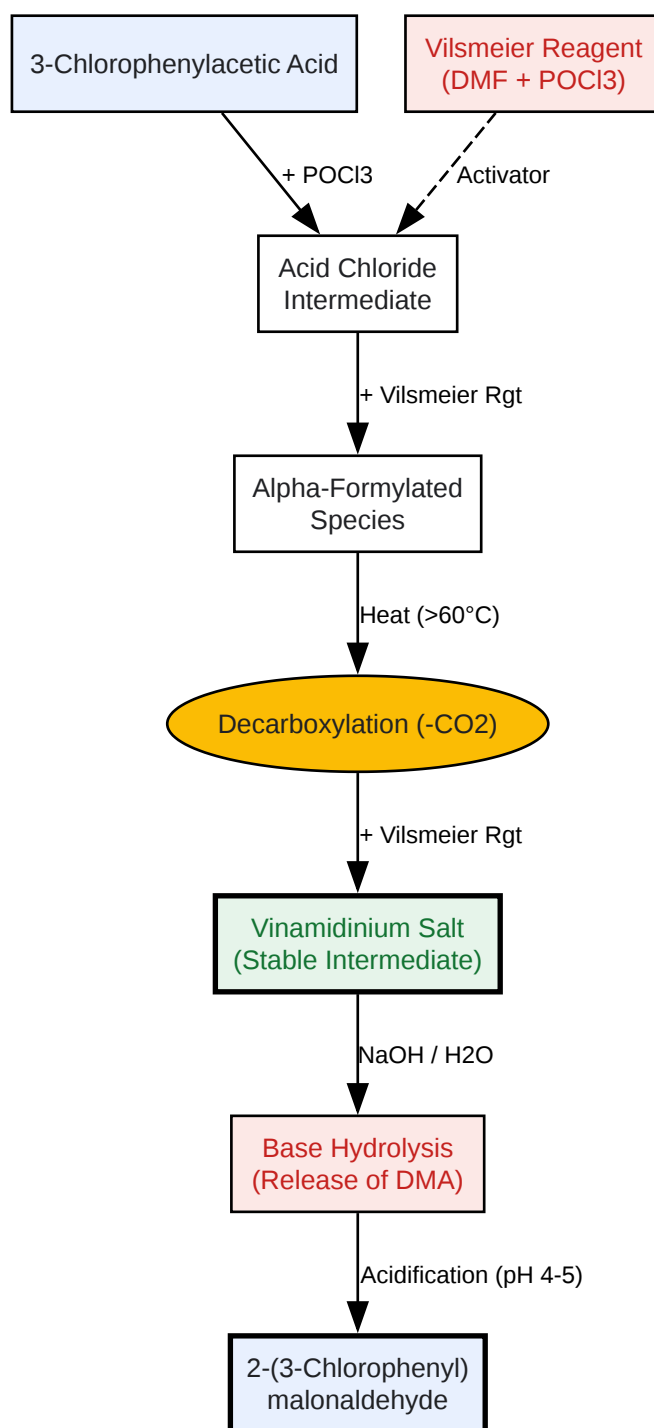 3-Chlorophenylacetic Acid
Vilsmeier Reagent
(DMF + POCl3)
+ POCl3
Activator
Acid Chloride
Intermediate
+ Vilsmeier Rgt
Alpha-Formylated
Species
Heat (>60°C)
Decarboxylation (-CO2)
+ Vilsmeier Rgt
Vinamidinium Salt
(Stable Intermediate)
NaOH / H2O
Base Hydrolysis
(Release of DMA)
Acidification (pH 4-5)
2-(3-Chlorophenyl)
malonaldehyde